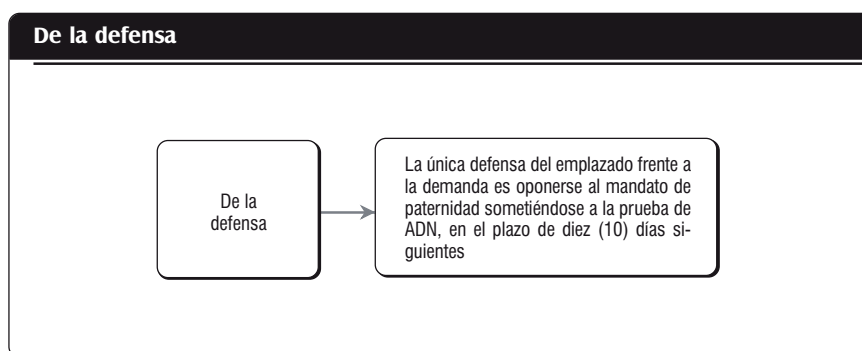 De la defensa
De la
defensa
La única defensa del emplazado frente a
la demanda es oponerse al mandato de
paternidad sometiéndose a la prueba de
ADN, en el plazo de diez (10) días si-
guientes